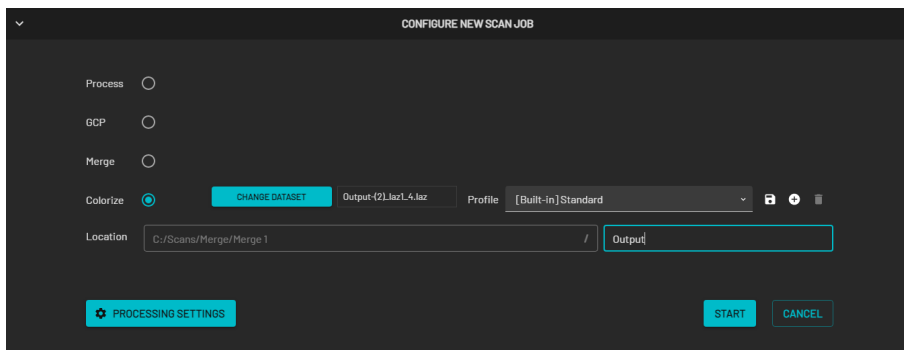 CONFIGURE NEW SCAN JOB
Process
GCP
Merge
Colorize CHANGE DATASET Output-(2)_laz1_4.laz Profile [Built-in] Standard
Location C:/Scans/Merge/Merge 1 / Output
PROCESSING SETTINGS START CANCEL